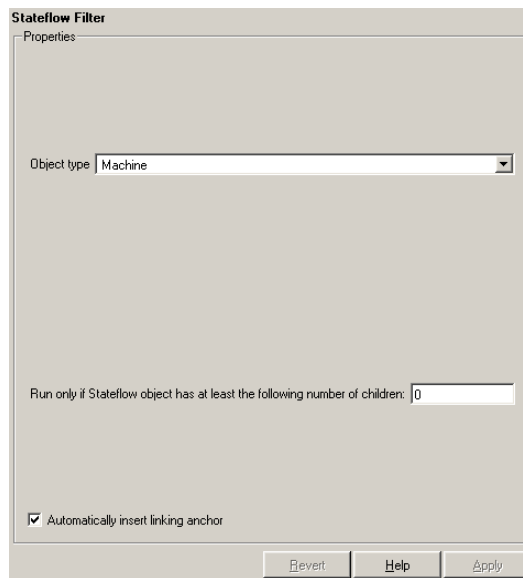 Stateflow Filter
Properties
Object type Machine
Run only if Stateflow object has at least the following number of children: 0
Automatically insert linking anchor
Revert Help Apply